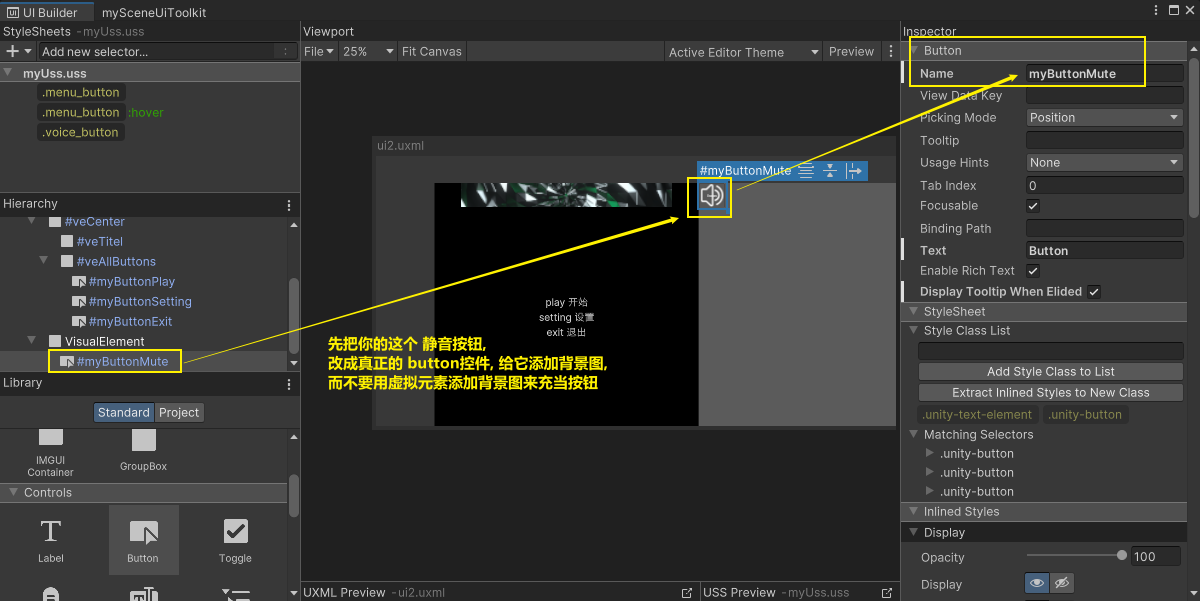 UI Builder
mySceneUiToolkit
StyleSheets - myUss.uss
Add new selector...
myUss.uss
.menu_button
.menu_button :hover
.voice_button
Hierarchy
#veCenter
#veTitel
#veAllButtons
#myButtonPlay
#myButtonSetting
#myButtonExit
VisualElement
#myButtonMute
Library
Standard
Project
IMGUI
Container
GroupBox
Controls
Label
Button
Toggle
Viewport
File
25%
Fit Canvas
Active Editor Theme
Preview
ui2.uxml
#myButtonMute
play 开始
setting 设置
exit 退出
先把你的这个 静音按钮,
改成真正的 button控件, 给它添加背景图,
而不要用虚拟元素添加背景图来充当按钮
UXML Preview - ui2.uxml
USS Preview - myUss.uss
Inspector
Button
Name
myButtonMute
View Data Key
Picking Mode
Position
Tooltip
Usage Hints
None
Tab Index
0
Focusable
Binding Path
Text
Button
Enable Rich Text
Display Tooltip When Elided
StyleSheet
Style Class List
Add Style Class to List
Extract Inlined Styles to New Class
.unity-text-element
.unity-button
Matching Selectors
.unity-button
.unity-button
.unity-button
Inlined Styles
Display
Opacity
100
Display